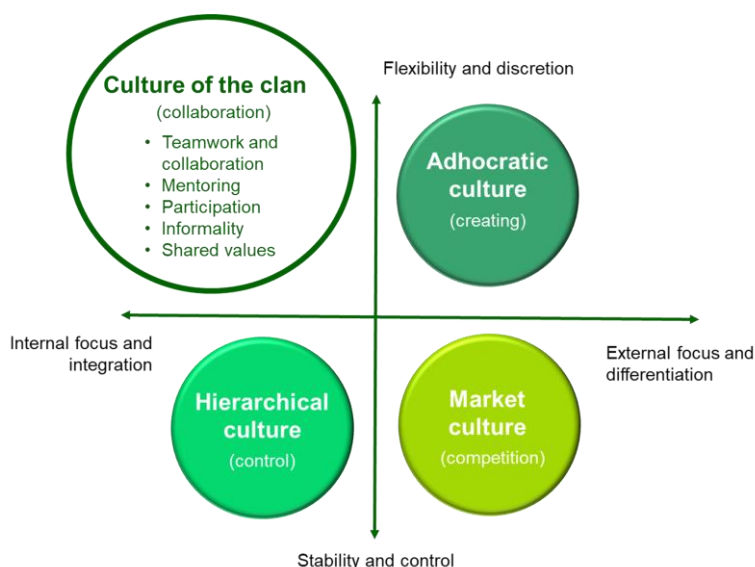 Culture of the clan
(collaboration)
• Teamwork and
collaboration
• Mentoring
• Participation
• Informality
• Shared values
Flexibility and discretion
Adhocratic
culture
(creating)
Internal focus and
integration
External focus and
differentiation
Hierarchical
culture
(control)
Market
culture
(competition)
Stability and control